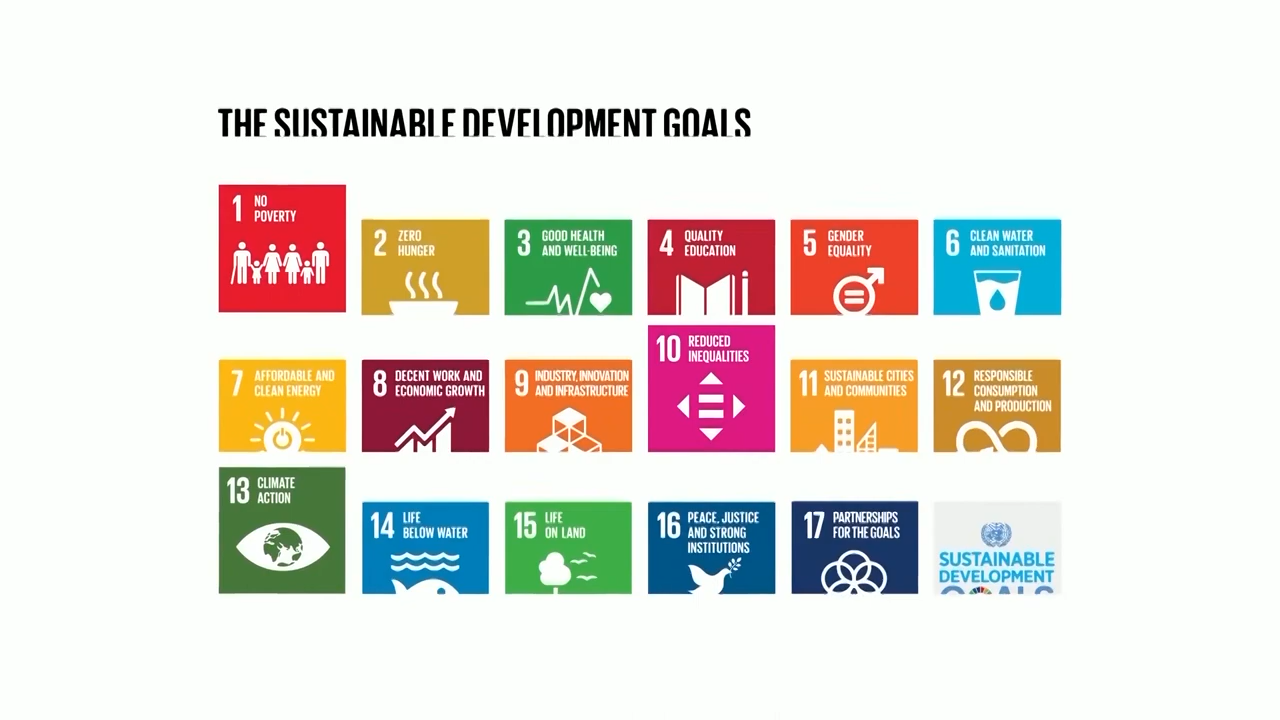 THE SUSTAINABLE DEVELOPMENT GOALS
1 NO
POVERTY
2 ZERO
HUNGER
3 GOOD HEALTH
AND WELL-BEING
4 QUALITY
EDUCATION
5 GENDER
EQUALITY
6 CLEAN WATER
AND SANITATION
7 AFFORDABLE AND
CLEAN ENERGY
8 DECENT WORK AND
ECONOMIC GROWTH
9 INDUSTRY, INNOVATION
AND INFRASTRUCTURE
10 REDUCED
INEQUALITIES
11 SUSTAINABLE CITIES
AND COMMUNITIES
12 RESPONSIBLE
CONSUMPTION
AND PRODUCTION
13 CLIMATE
ACTION
14 LIFE
BELOW WATER
15 LIFE
ON LAND
16 PEACE, JUSTICE
AND STRONG
INSTITUTIONS
17 PARTNERSHIPS
FOR THE GOALS
SUSTAINABLE
DEVELOPMENT
GOALS